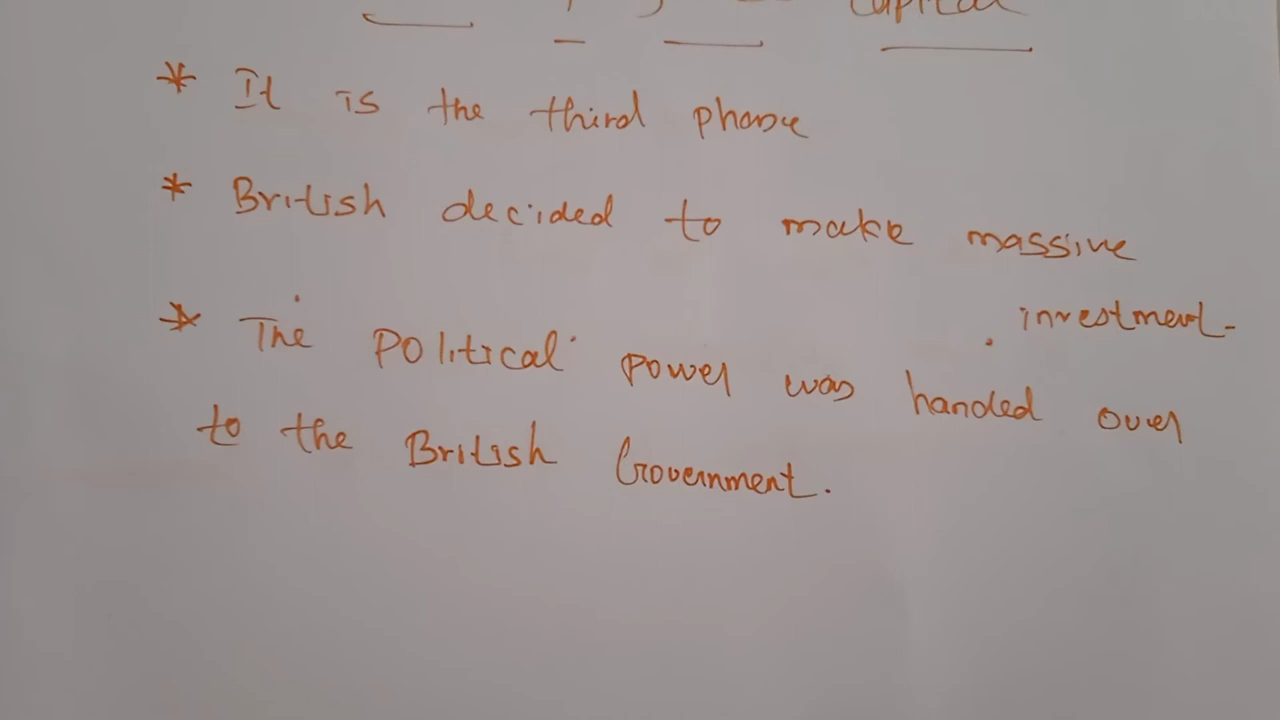 Capital
* It is the third phase
* British decided to make massive
investment-
* The Political power was handed over
to the British Government.